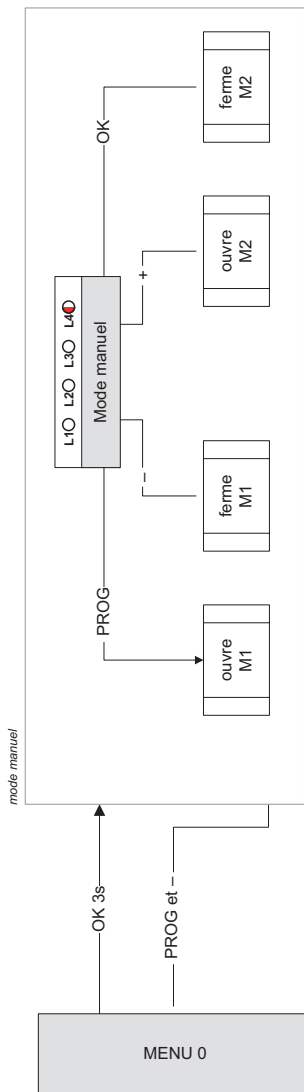 mode manuel
MENU 0
OK 3s
PROG et –
L1 L2 L3 L4
Mode manuel
PROG
–
+
OK
ouvre
M1
ferme
M1
ouvre
M2
ferme
M2